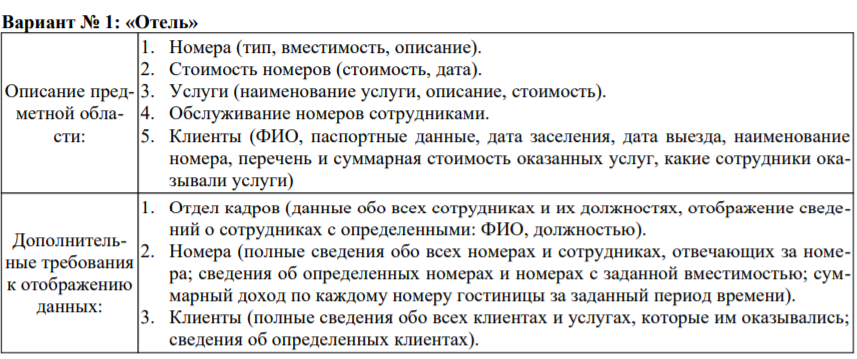 Вариант № 1: «Отель»
Описание пред-
метной обла-
сти:
1. Номера (тип, вместимость, описание).
2. Стоимость номеров (стоимость, дата).
3. Услуги (наименование услуги, описание, стоимость).
4. Обслуживание номеров сотрудниками.
5. Клиенты (ФИО, паспортные данные, дата заселения, дата выезда, наименование
номера, перечень и суммарная стоимость оказанных услуг, какие сотрудники ока-
зывали услуги)
Дополнитель-
ные требования
к отображению
данных:
1. Отдел кадров (данные обо всех сотрудниках и их должностях, отображение сведе-
ний о сотрудниках с определенными: ФИО, должностью).
2. Номера (полные сведения обо всех номерах и сотрудниках, отвечающих за номе-
ра; сведения об определенных номерах и номерах с заданной вместимостью; сум-
марный доход по каждому номеру гостиницы за заданный период времени).
3. Клиенты (полные сведения обо всех клиентах и услугах, которые им оказывались;
сведения об определенных клиентах).